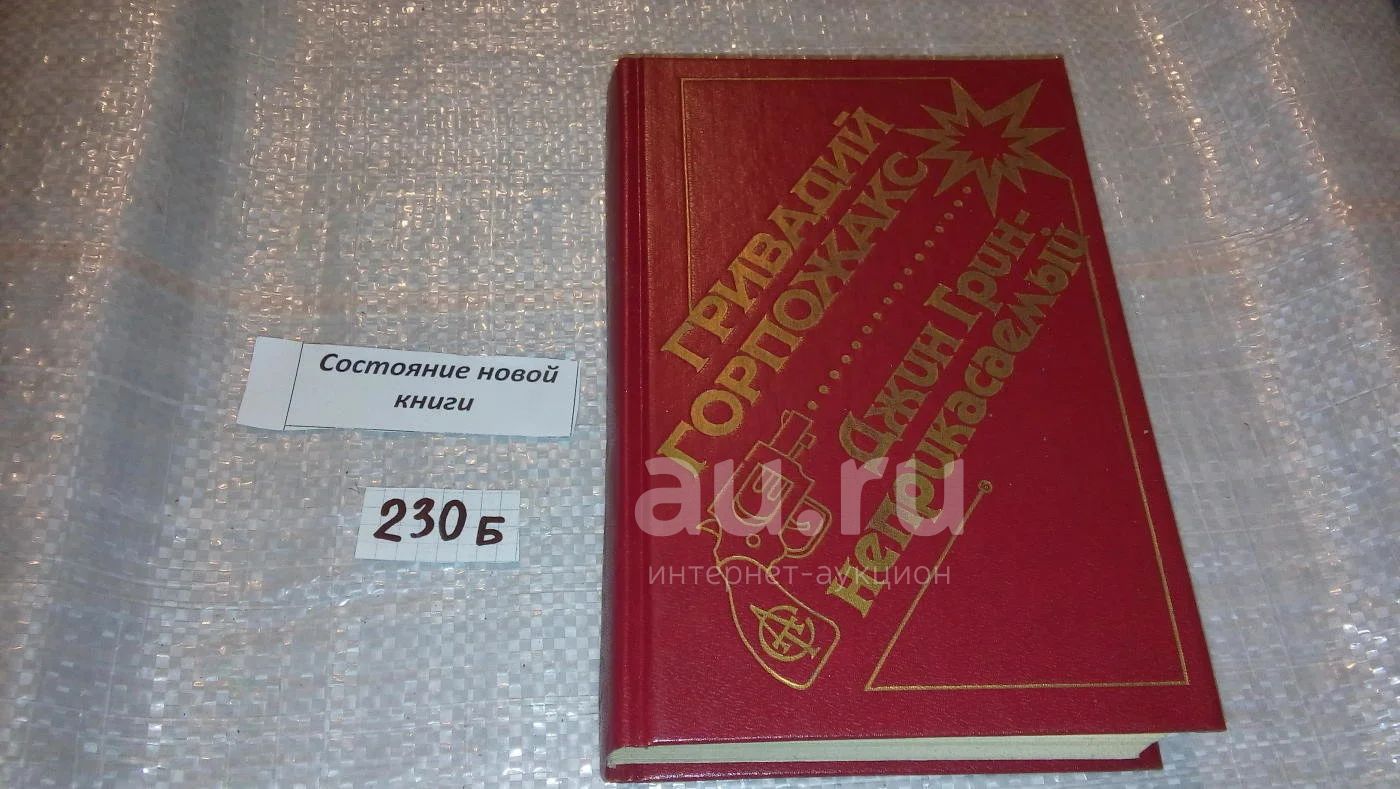 Состояние новой
книги
230 Б
ГРИВАДИЙ
ГОРПОЖАКС
Джин Грин-
неприкасаемый
au.ru
интернет-аукцион